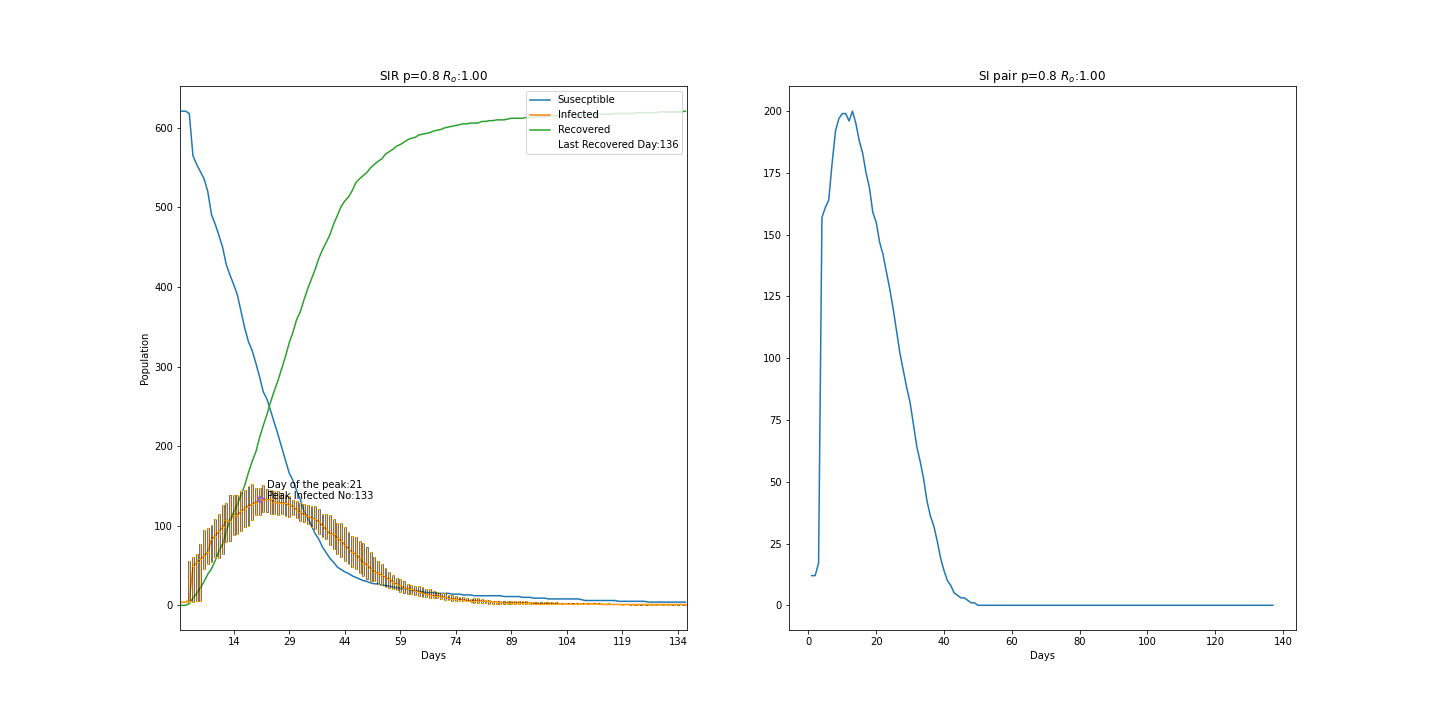 SIR p=0.8 Rₒ:1.00
Susecptible
Infected
Recovered
Last Recovered Day:136
Population
600
500
400
300
200
100
0
Day of the peak:21
Peak Infected No:133
14 29 44 59 74 89 104 119 134
Days
SI pair p=0.8 Rₒ:1.00
200
175
150
125
100
75
50
25
0
0 20 40 60 80 100 120 140
Days